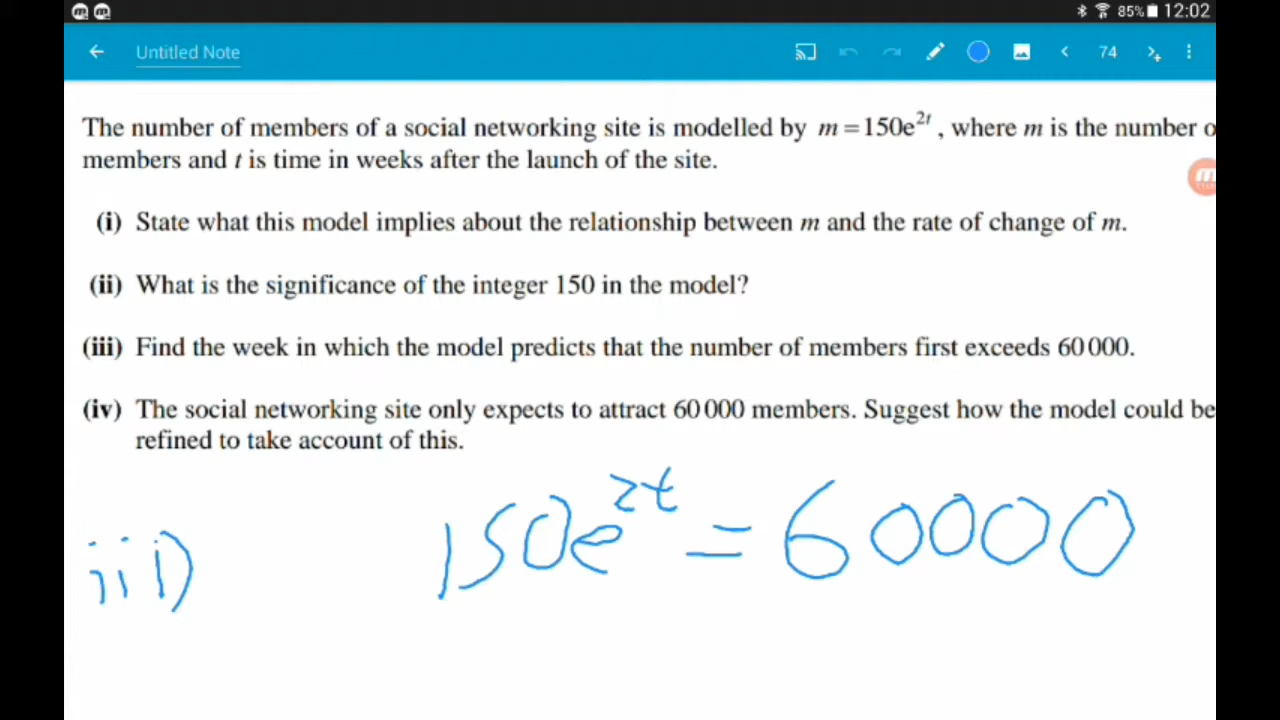 85% 12:02
Untitled Note 74
The number of members of a social networking site is modelled by m = 150e^{2t}, where m is the number o
members and t is time in weeks after the launch of the site.
(i) State what this model implies about the relationship between m and the rate of change of m.
(ii) What is the significance of the integer 150 in the model?
(iii) Find the week in which the model predicts that the number of members first exceeds 60 000.
(iv) The social networking site only expects to attract 60 000 members. Suggest how the model could be
refined to take account of this.
iii) 150e^{2t} = 60000